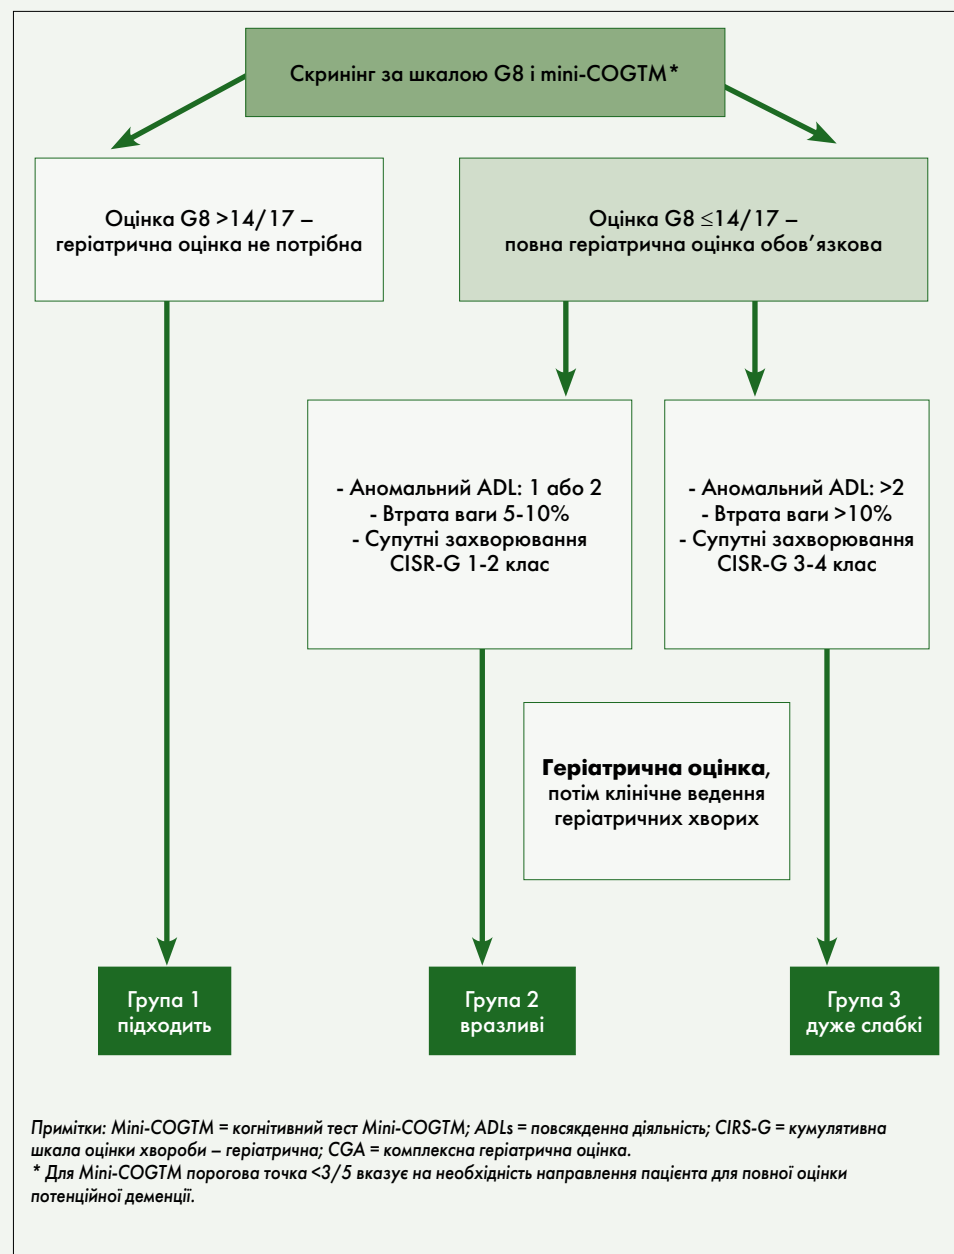 Скринінг за шкалою G8 і mini-COGTM*
Оцінка G8 >14/17 –
геріатрична оцінка не потрібна
Оцінка G8 ≤14/17 –
повна геріатрична оцінка обов’язкова
- Аномальний ADL: 1 або 2
- Втрата ваги 5-10%
- Супутні захворювання
CISR-G 1-2 клас
- Аномальний ADL: >2
- Втрата ваги >10%
- Супутні захворювання
CISR-G 3-4 клас
Геріатрична оцінка,
потім клінічне ведення
геріатричних хворих
Група 1
підходить
Група 2
вразливі
Група 3
дуже слабкі
Примітки: Mini-COGTM = когнітивний тест Mini-COGTM; ADLs = повсякденна діяльність; CIRS-G = кумулятивна
шкала оцінки хвороби – геріатрична; CGA = комплексна геріатрична оцінка.
* Для Mini-COGTM порогова точка <3/5 вказує на необхідність направлення пацієнта для повної оцінки
потенційної деменції.